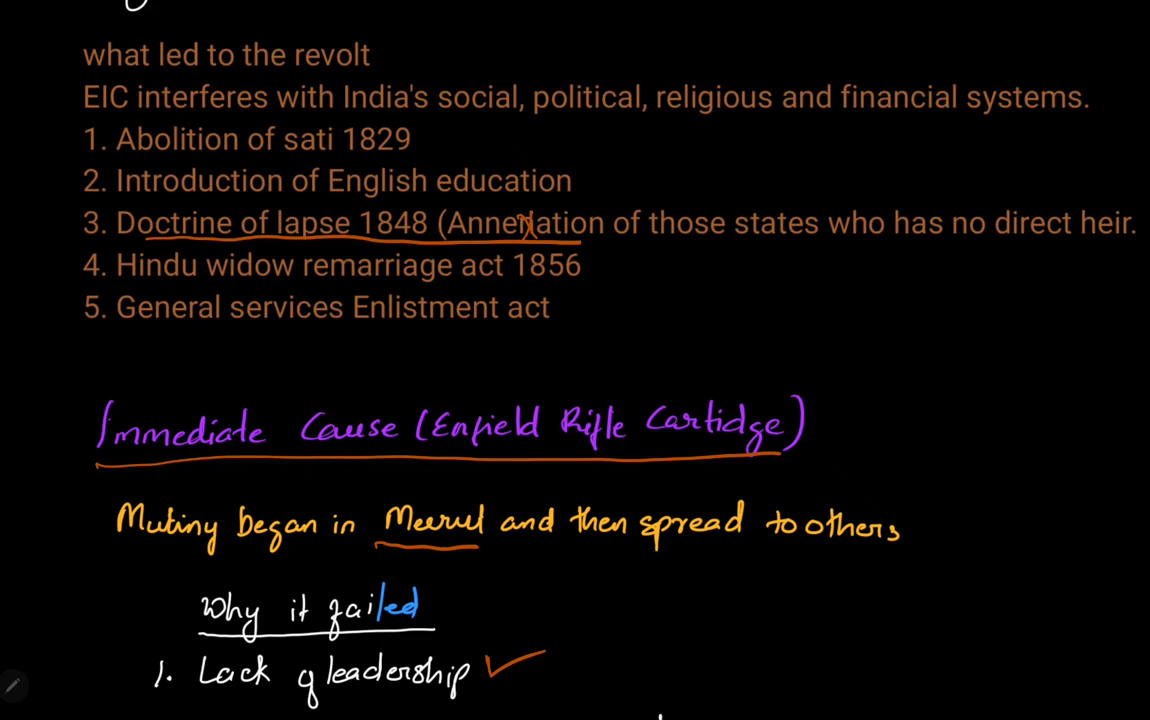 what led to the revolt
EIC interferes with India's social, political, religious and financial systems.
1. Abolition of sati 1829
2. Introduction of English education
3. Doctrine of lapse 1848 (Annexation of those states who has no direct heir.
4. Hindu widow remarriage act 1856
5. General services Enlistment act
Immediate Cause (Enfield Rifle Cartidge)
Mutiny began in Meerut and then spread to others
Why it failed
1. Lack of leadership